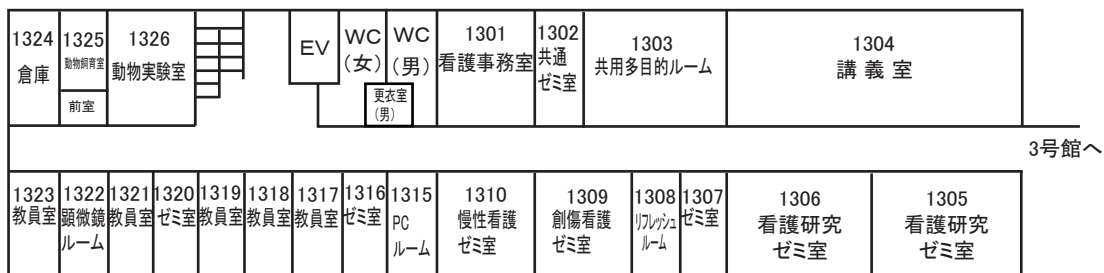 1324
倉庫
1325
動物飼育室
前室
1326
動物実験室
EV
WC
(女)
WC
(男)
更衣室
(男)
1301
看護事務室
1302
共通
ゼミ室
1303
共用多目的ルーム
1304
講義室
3号館へ
1323
教員室
1322
顕微鏡
ルーム
1321
教員室
1320
ゼミ室
1319
教員室
1318
教員室
1317
教員室
1316
ゼミ室
1315
PC
ルーム
1310
慢性看護
ゼミ室
1309
創傷看護
ゼミ室
1308
リフレッシュ
ルーム
1307
ゼミ室
1306
看護研究
ゼミ室
1305
看護研究
ゼミ室